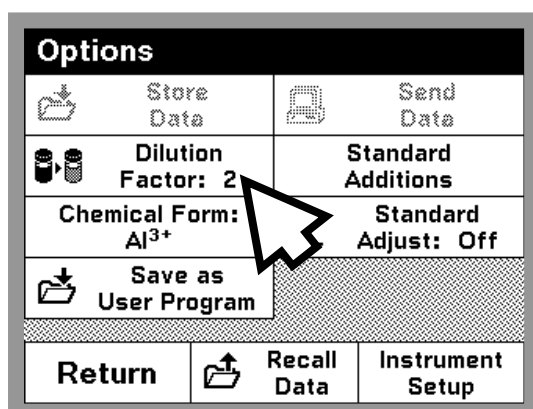 Options
Store
Data
Send
Data
Dilution
Factor: 2
Standard
Additions
Chemical Form:
Al³⁺
Standard
Adjust: Off
Save as
User Program
Return
Recall
Data
Instrument
Setup